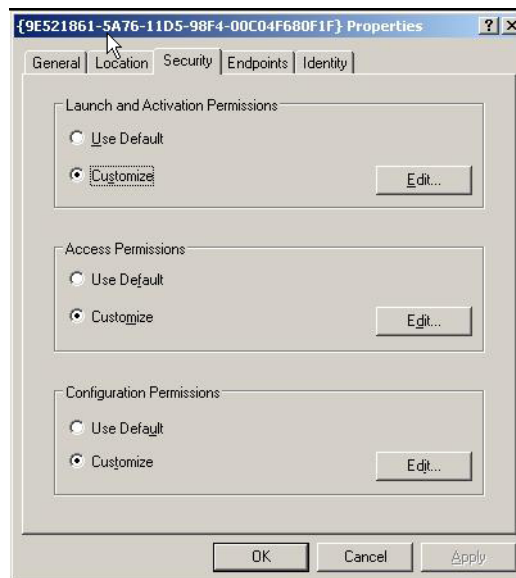 {9E521861-5A76-11D5-98F4-00C04F680F1F} Properties ? X
General Location Security Endpoints Identity
Launch and Activation Permissions
Use Default
Customize
Edit...
Access Permissions
Use Default
Customize
Edit...
Configuration Permissions
Use Default
Customize
Edit...
OK Cancel Apply